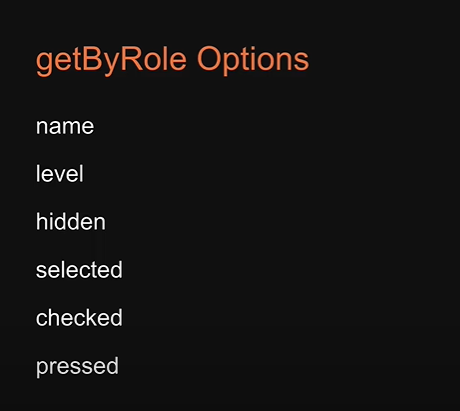 getByRole Options
name
level
hidden
selected
checked
pressed